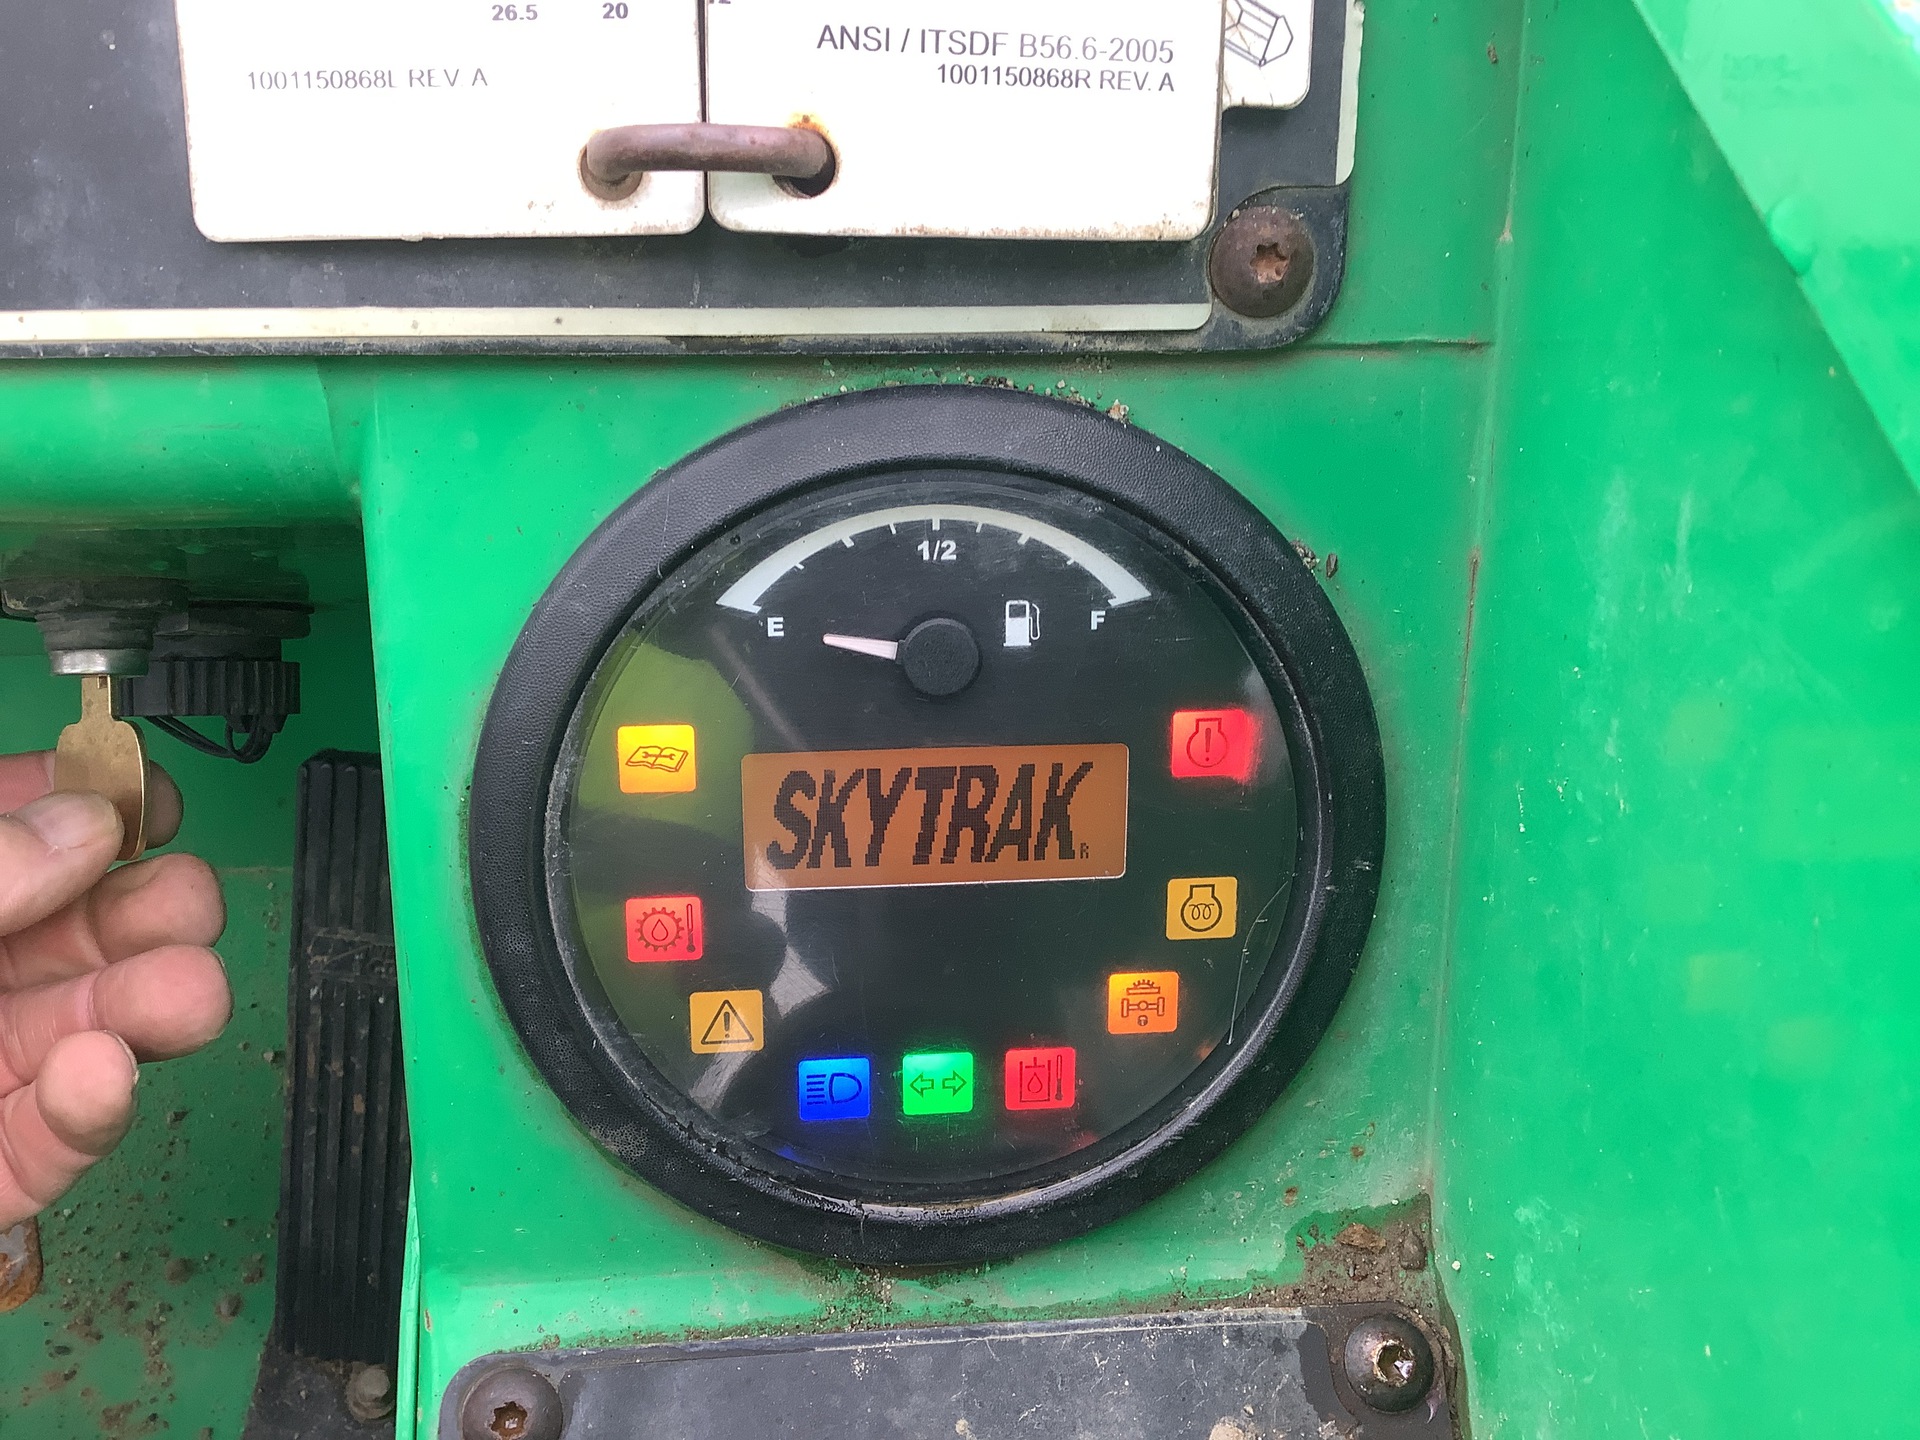 26.5 20
1001150868L REV. A
ANSI / ITSDF B56.6-2005
1001150868R REV. A
1/2
E F
SKYTRAK
R